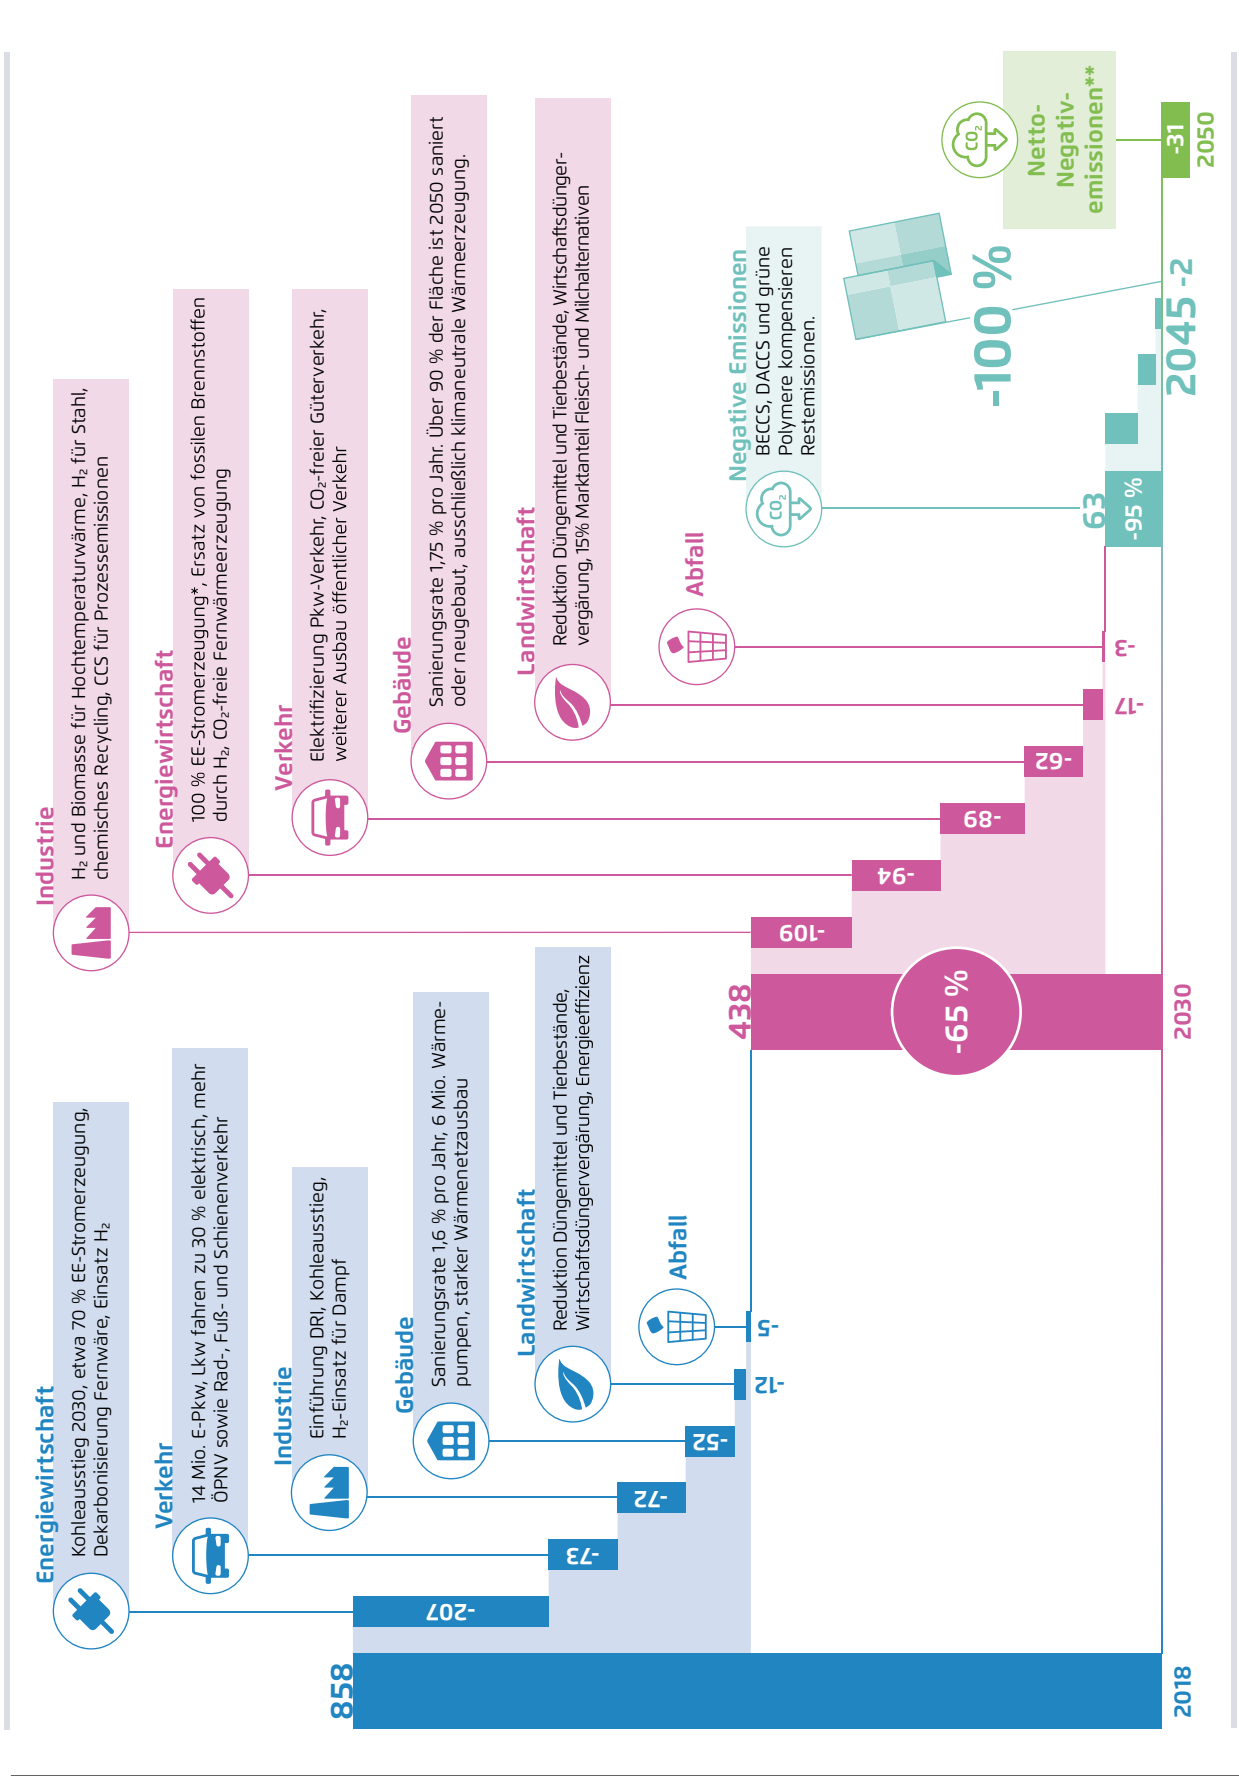 Energiewirtschaft
Kohleausstieg 2030, etwa 70 % EE-Stromerzeugung,
Dekarbonisierung Fernwäre, Einsatz H₂
Verkehr
14 Mio. E-Pkw, Lkw fahren zu 30 % elektrisch, mehr
ÖPNV sowie Rad-, Fuß- und Schienenverkehr
Industrie
Einführung DRI, Kohleausstieg,
H₂-Einsatz für Dampf
Gebäude
Sanierungsrate 1,6 % pro Jahr, 6 Mio. Wärme-
pumpen, starker Wärmenetzausbau
Landwirtschaft
Reduktion Düngemittel und Tierbestände,
Wirtschaftsdüngervergärung, Energieeffizienz
Abfall
858
-207
-73
-72
-52
-12
-5
2018
Industrie
H₂ und Biomasse für Hochtemperaturwärme, H₂ für Stahl,
chemisches Recycling, CCS für Prozessemissionen
Energiewirtschaft
100 % EE-Stromerzeugung*, Ersatz von fossilen Brennstoffen
durch H₂, CO₂-freie Fernwärmeerzeugung
Verkehr
Elektrifizierung Pkw-Verkehr, CO₂-freier Güterverkehr,
weiterer Ausbau öffentlicher Verkehr
Gebäude
Sanierungsrate 1,75 % pro Jahr. Über 90 % der Fläche ist 2050 saniert
oder neugebaut, ausschließlich klimaneutrale Wärmeerzeugung.
Landwirtschaft
Reduktion Düngemittel und Tierbestände, Wirtschaftsdünger-
vergärung, 15% Marktanteil Fleisch- und Milchalternativen
Abfall
438
-65 %
2030
-109
-94
-89
-62
-17
-3
Negative Emissionen
BECCS, DACCS und grüne
Polymere kompensieren
Restemissionen.
CO₂
63
-95 %
-100 %
2045 -2
CO₂
Netto-
Negativ-
emissionen**
-31
2050